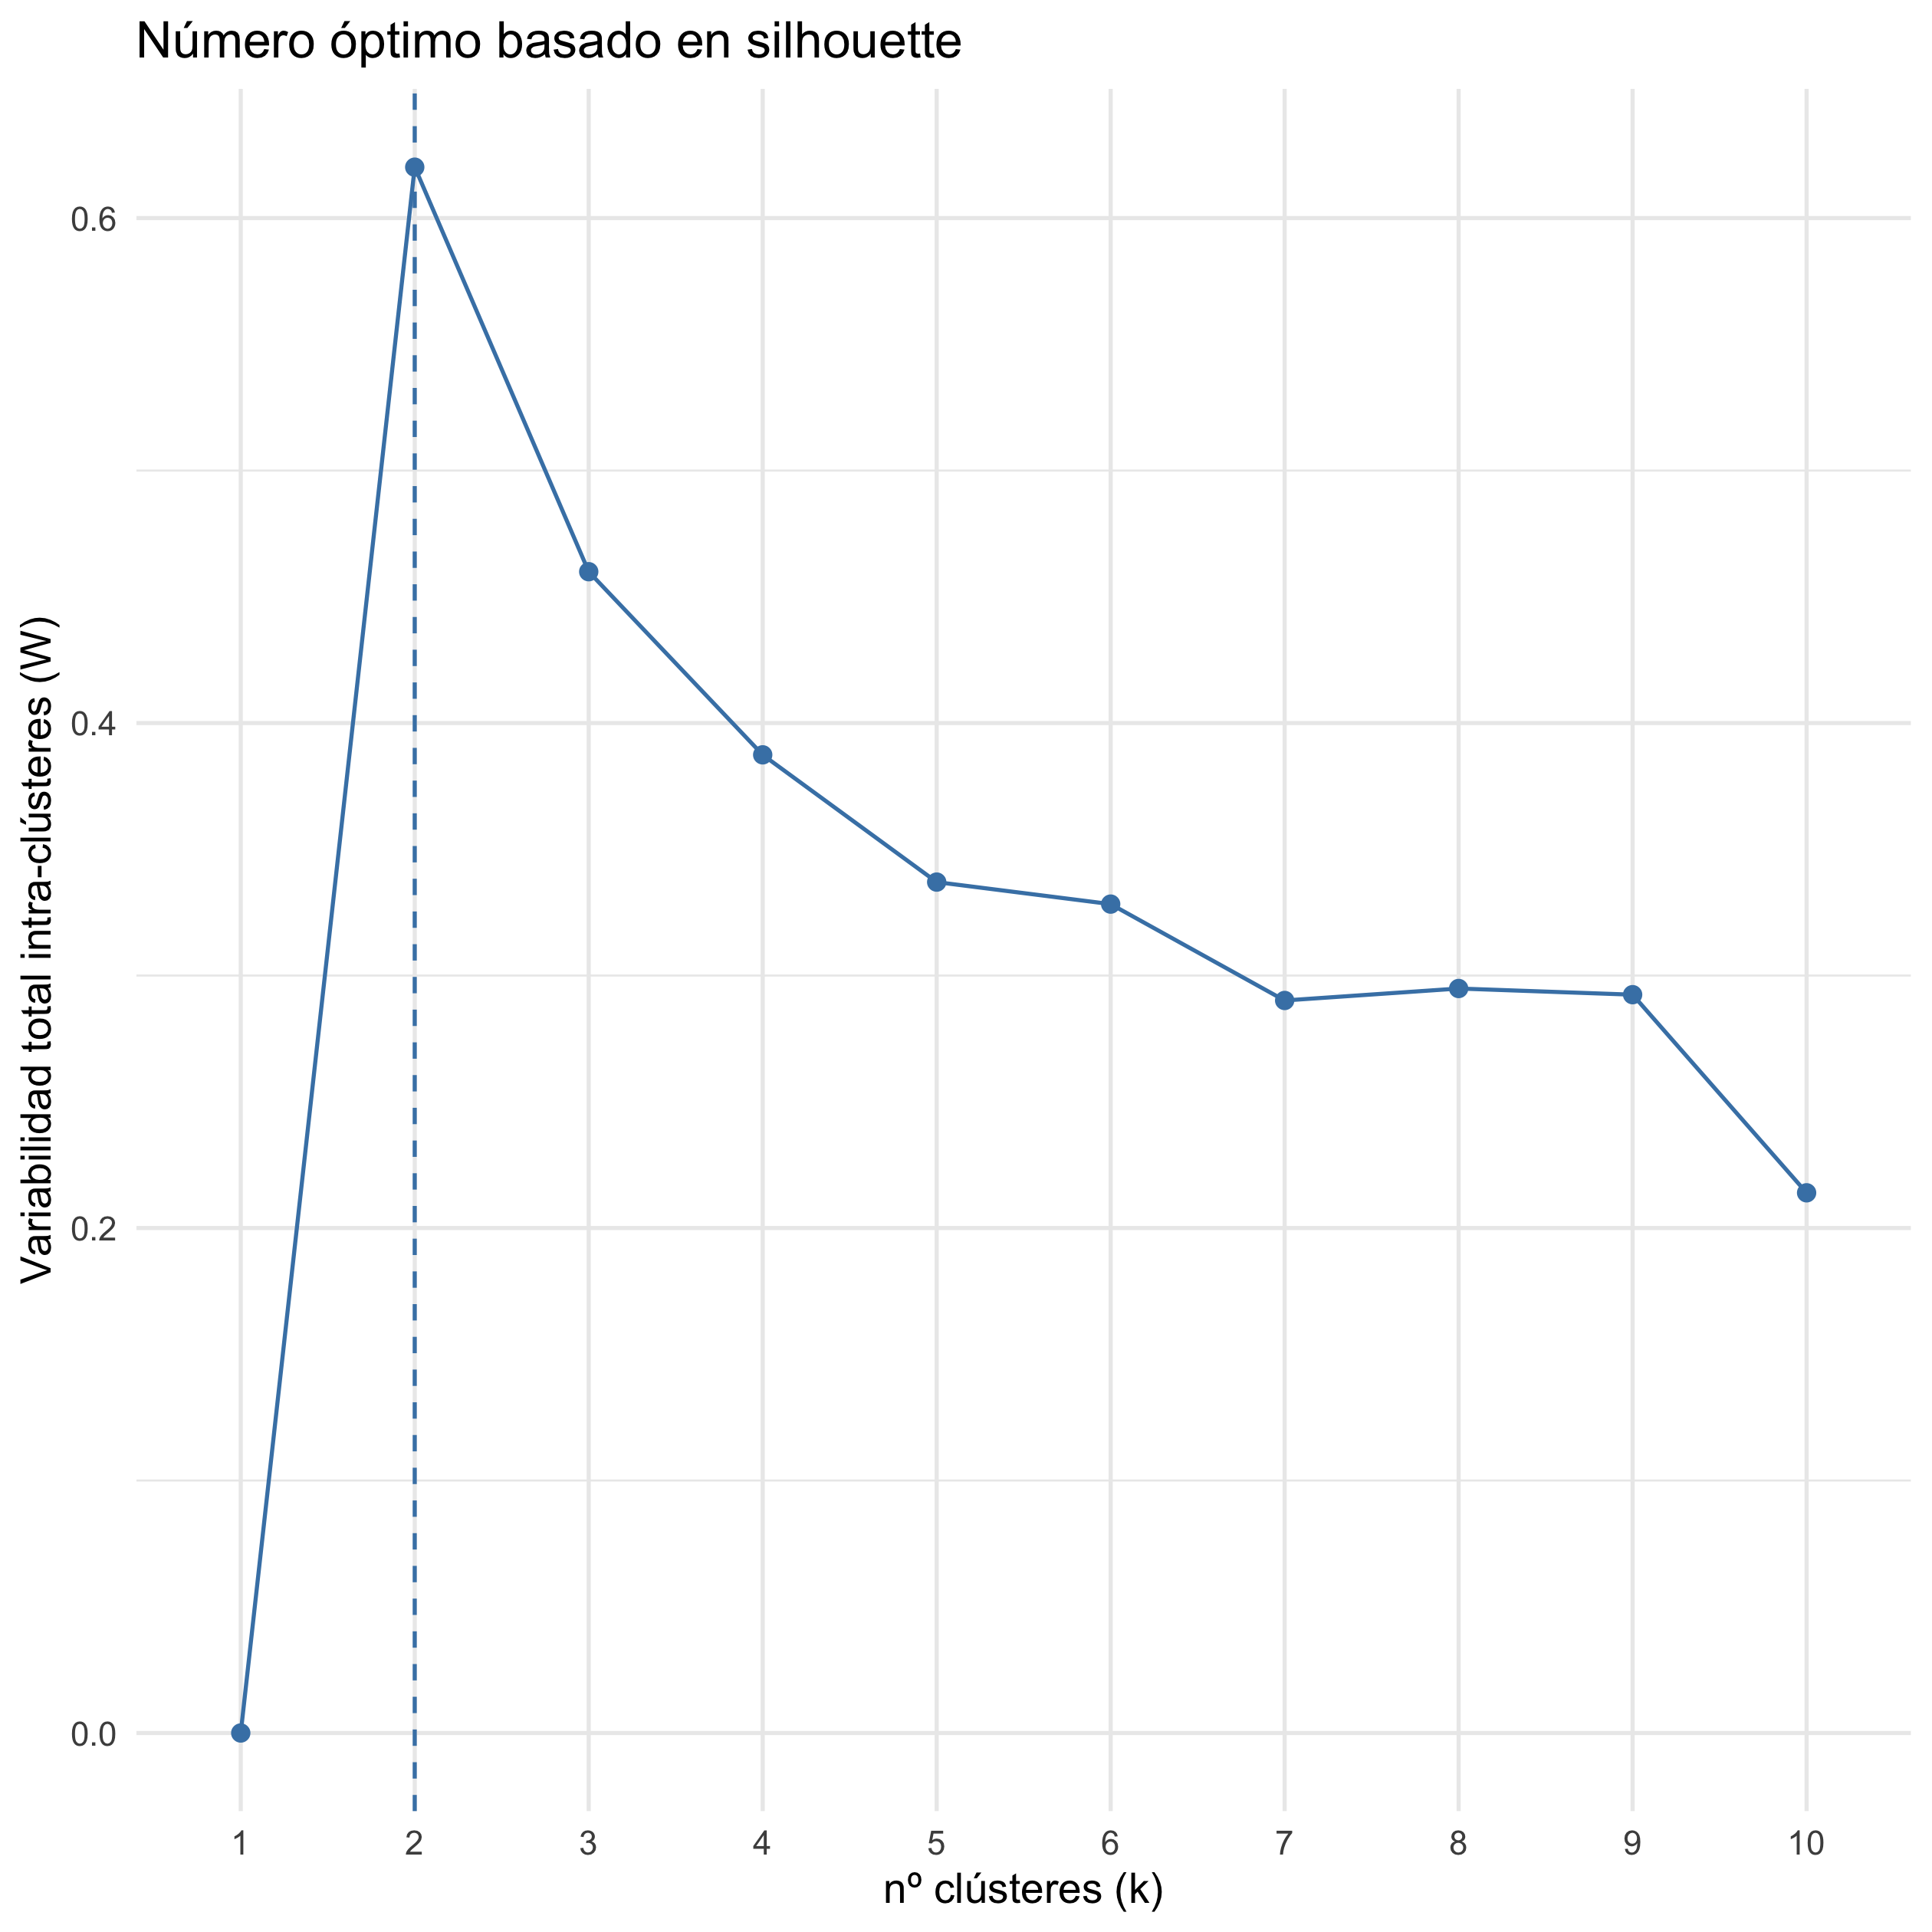 Número óptimo basado en silhouette
Variabilidad total intra-clústeres (W)
0.6
0.4
0.2
0.0
1 2 3 4 5 6 7 8 9 10
nº clústeres (k)